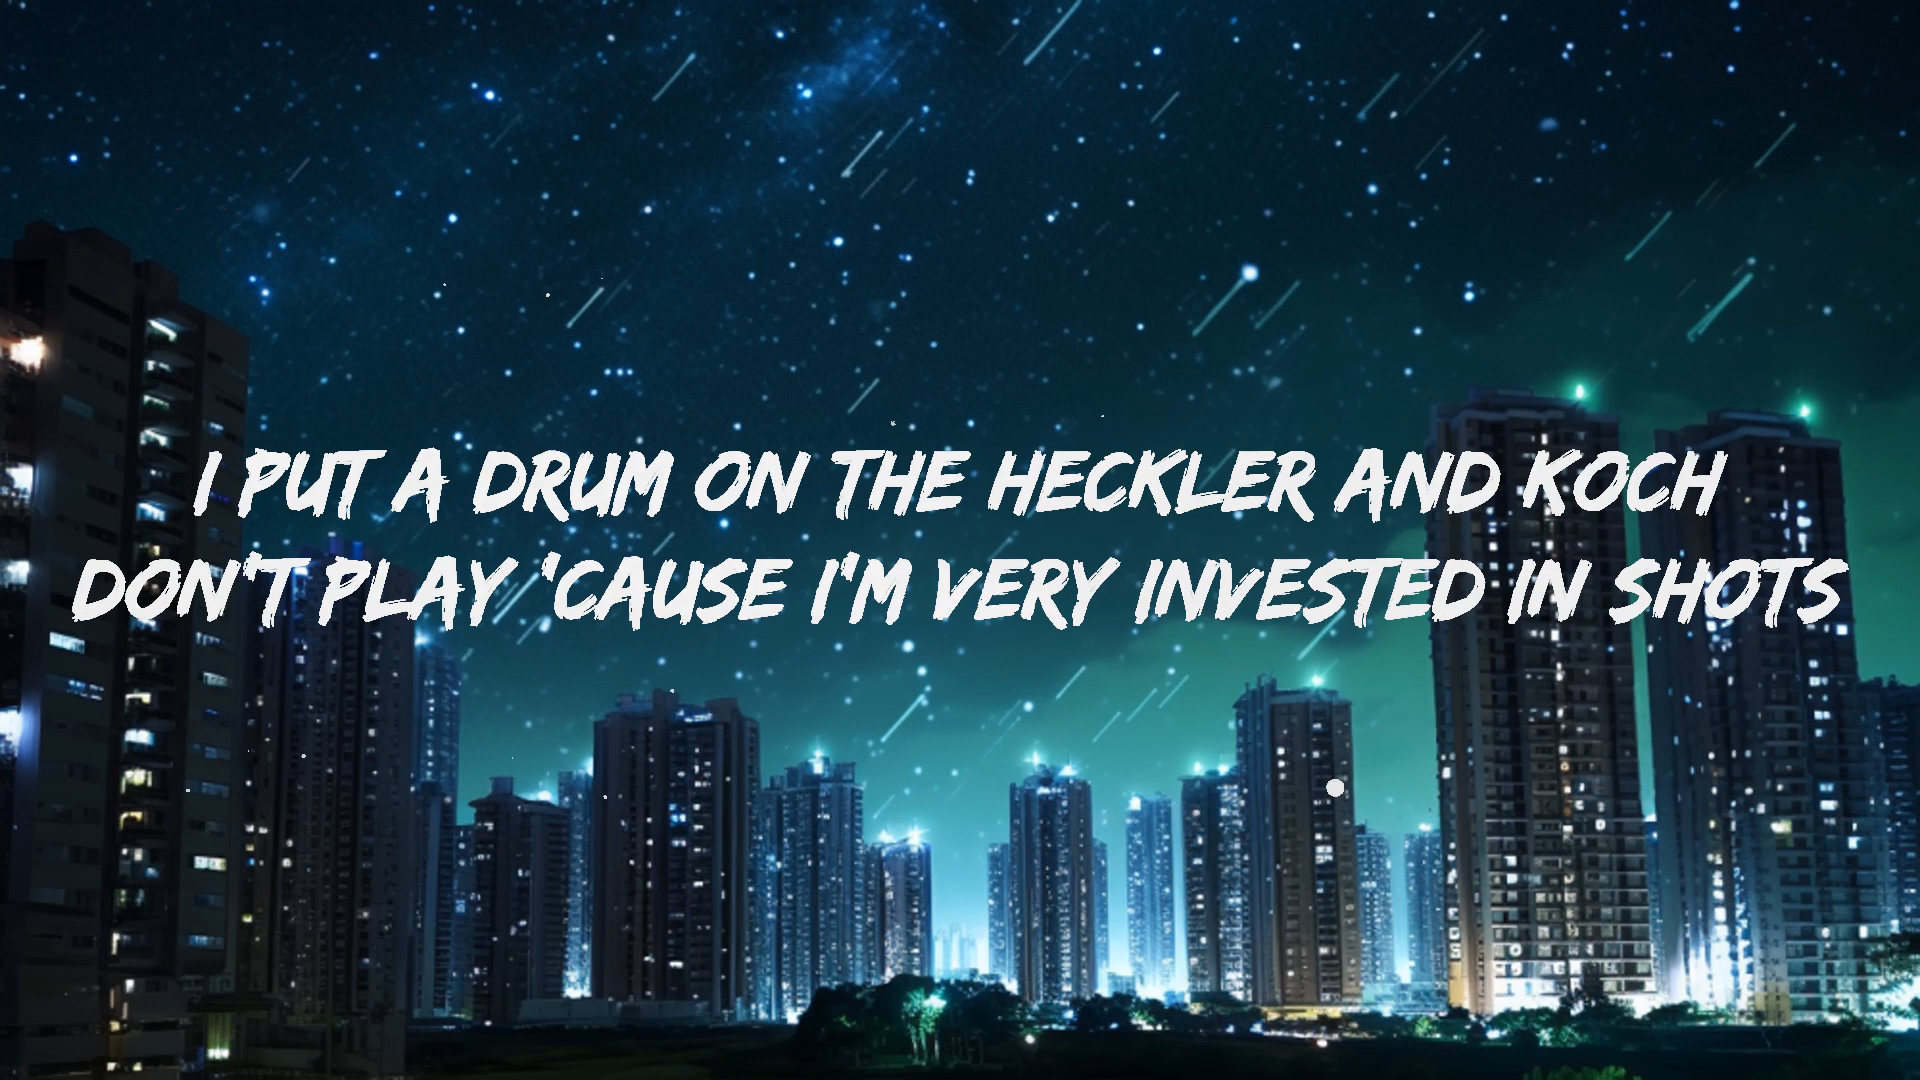 I PUT A DRUM ON THE HECKLER AND KOCH
DON'T PLAY 'CAUSE I'M VERY INVESTED IN SHOTS